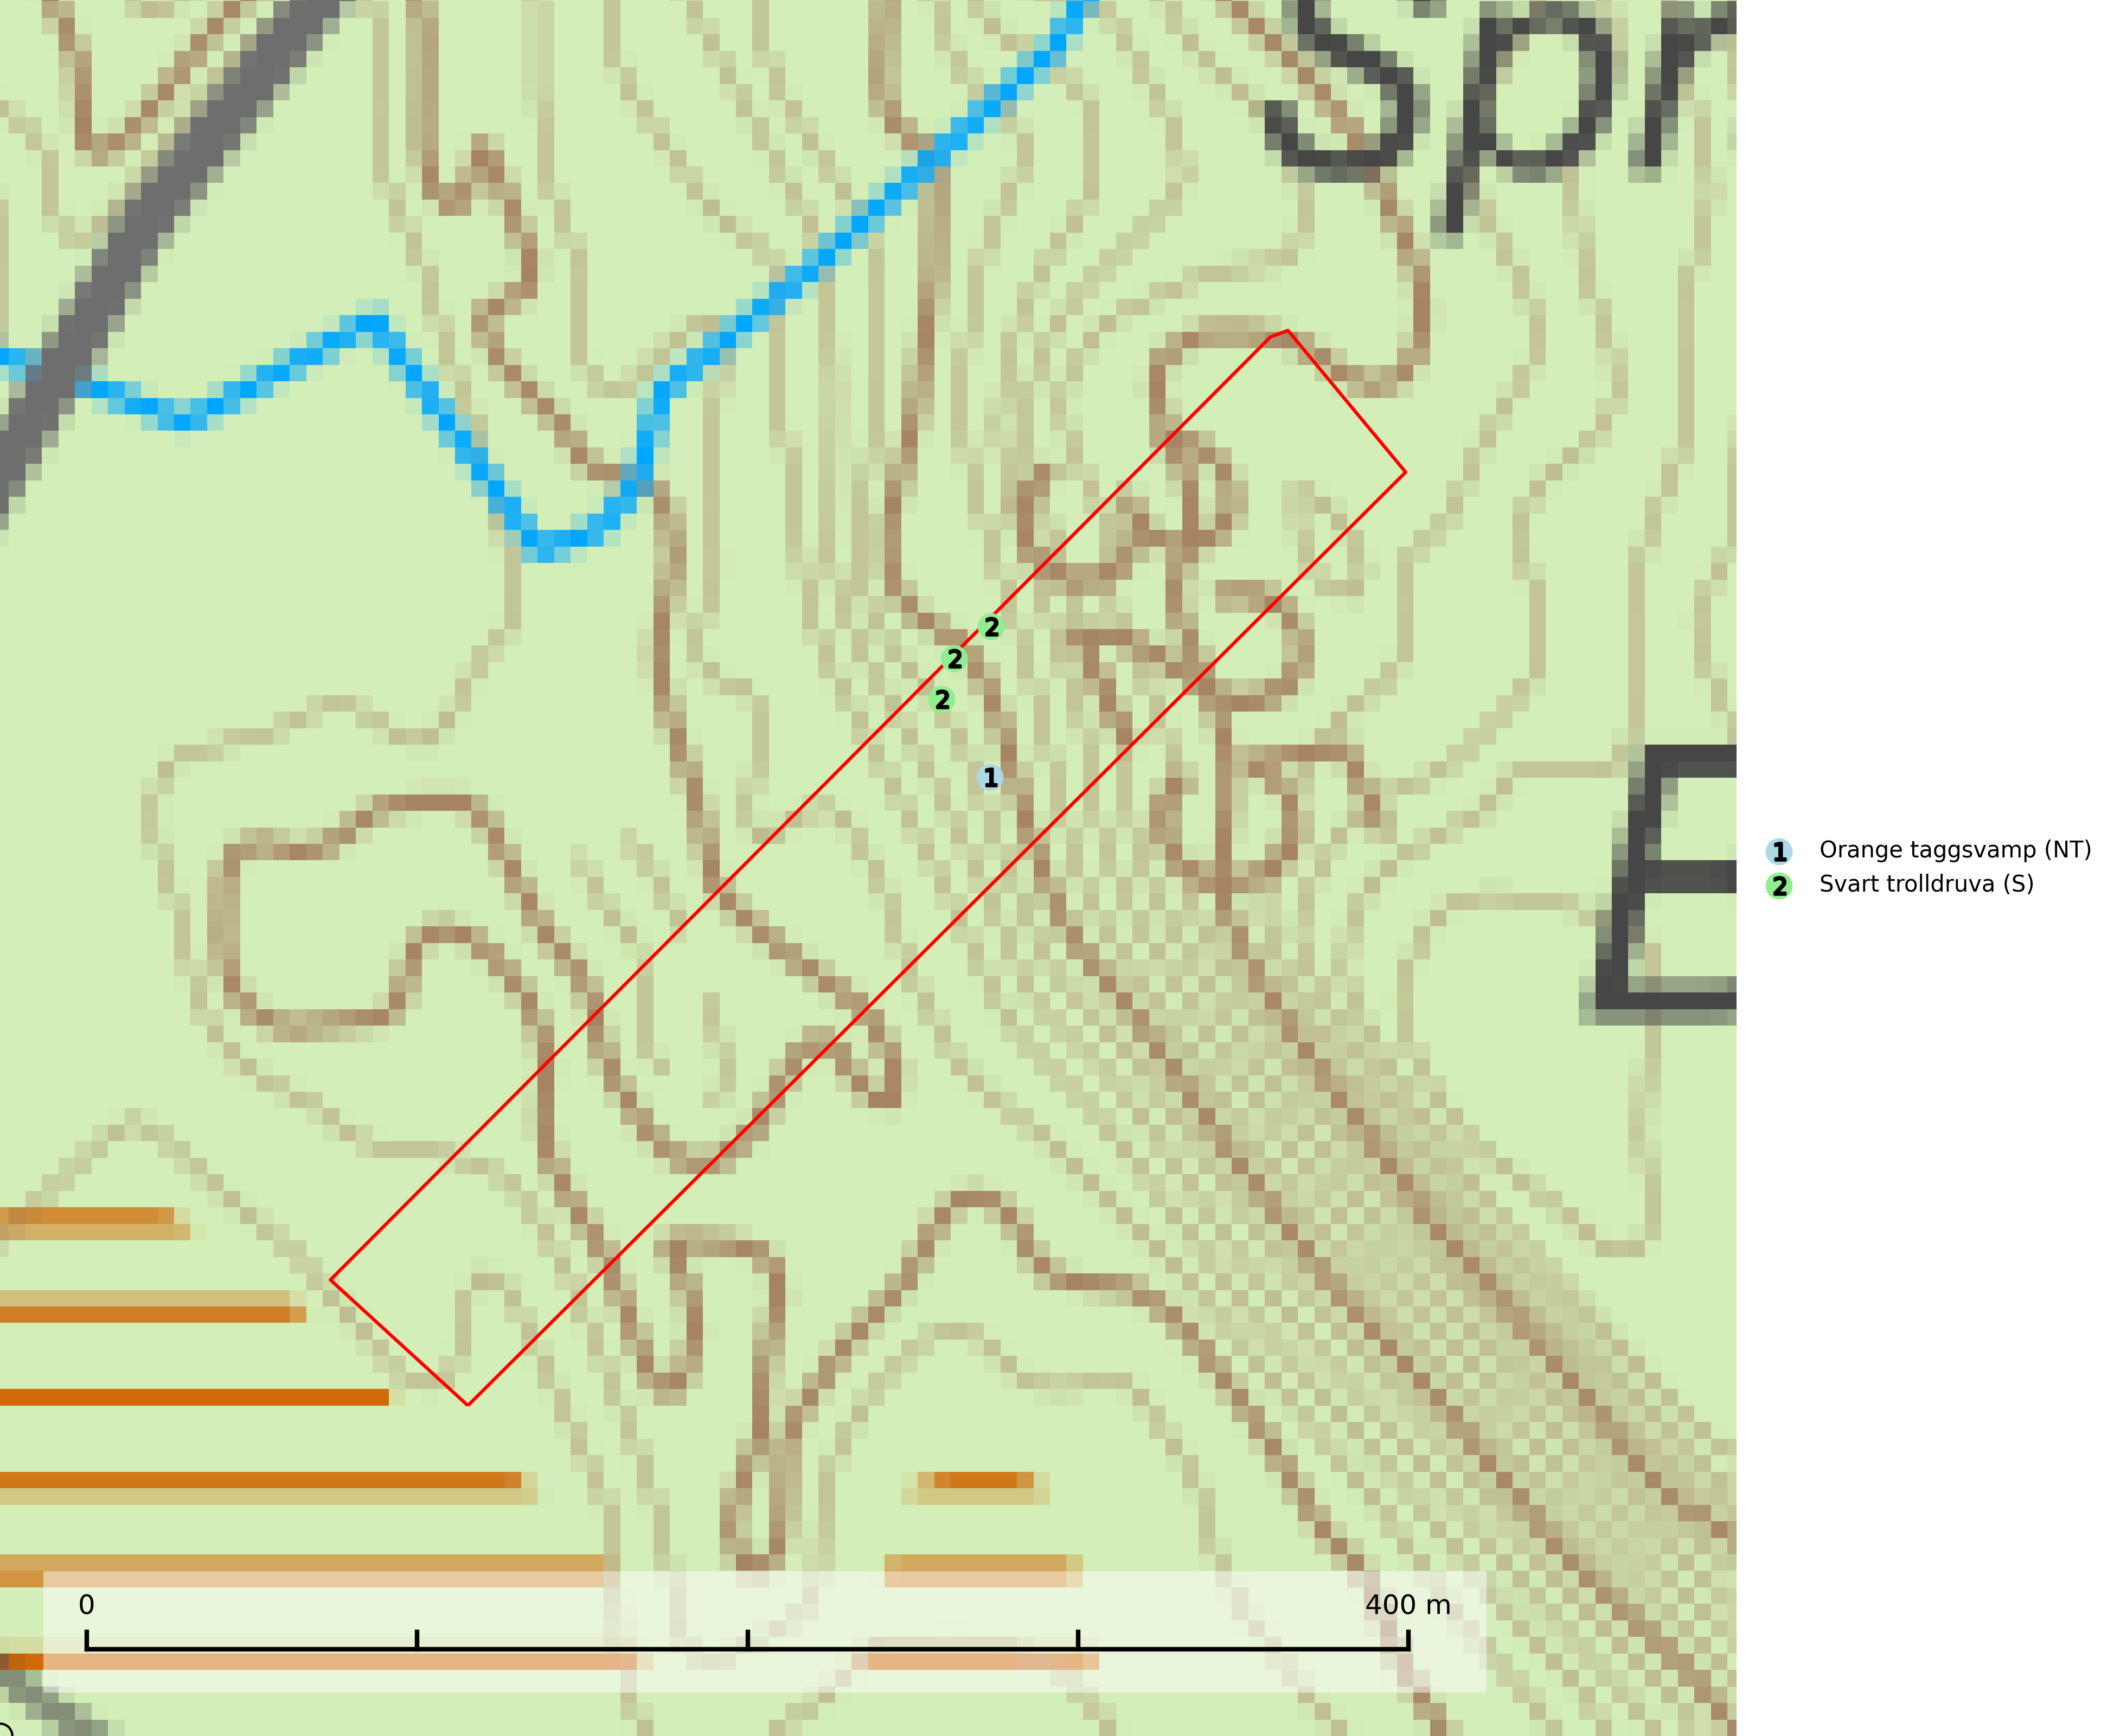 Spr
E
2
2
2
1
1 Orange taggsvamp (NT)
2 Svart trolldruva (S)
0 400 m